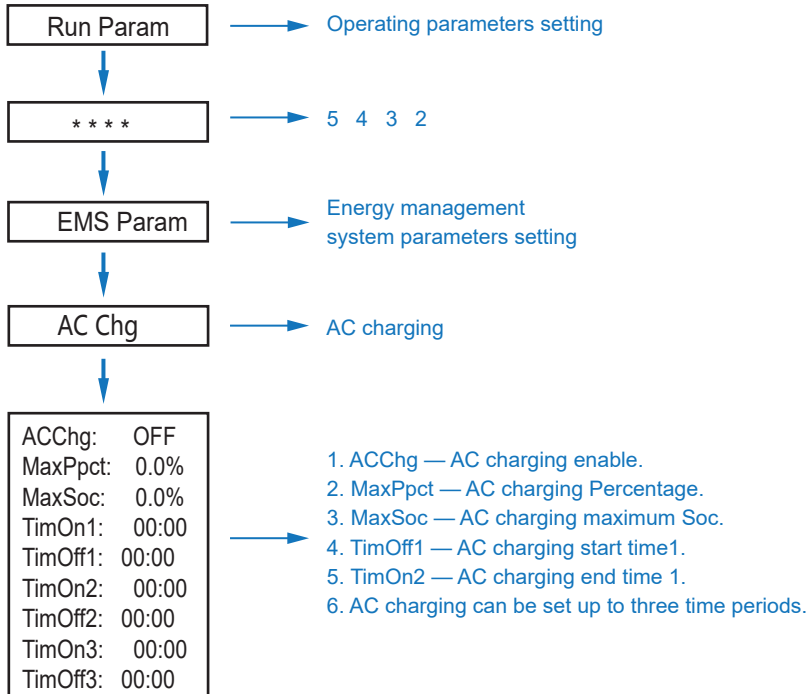 Run Param
Operating parameters setting
* * * *
5 4 3 2
EMS Param
Energy management
system parameters setting
AC Chg
AC charging
ACChg: OFF
MaxPpct: 0.0%
MaxSoc: 0.0%
TimOn1: 00:00
TimOff1: 00:00
TimOn2: 00:00
TimOff2: 00:00
TimOn3: 00:00
TimOff3: 00:00
1. ACChg — AC charging enable.
2. MaxPpct — AC charging Percentage.
3. MaxSoc — AC charging maximum Soc.
4. TimOff1 — AC charging start time1.
5. TimOn2 — AC charging end time 1.
6. AC charging can be set up to three time periods.